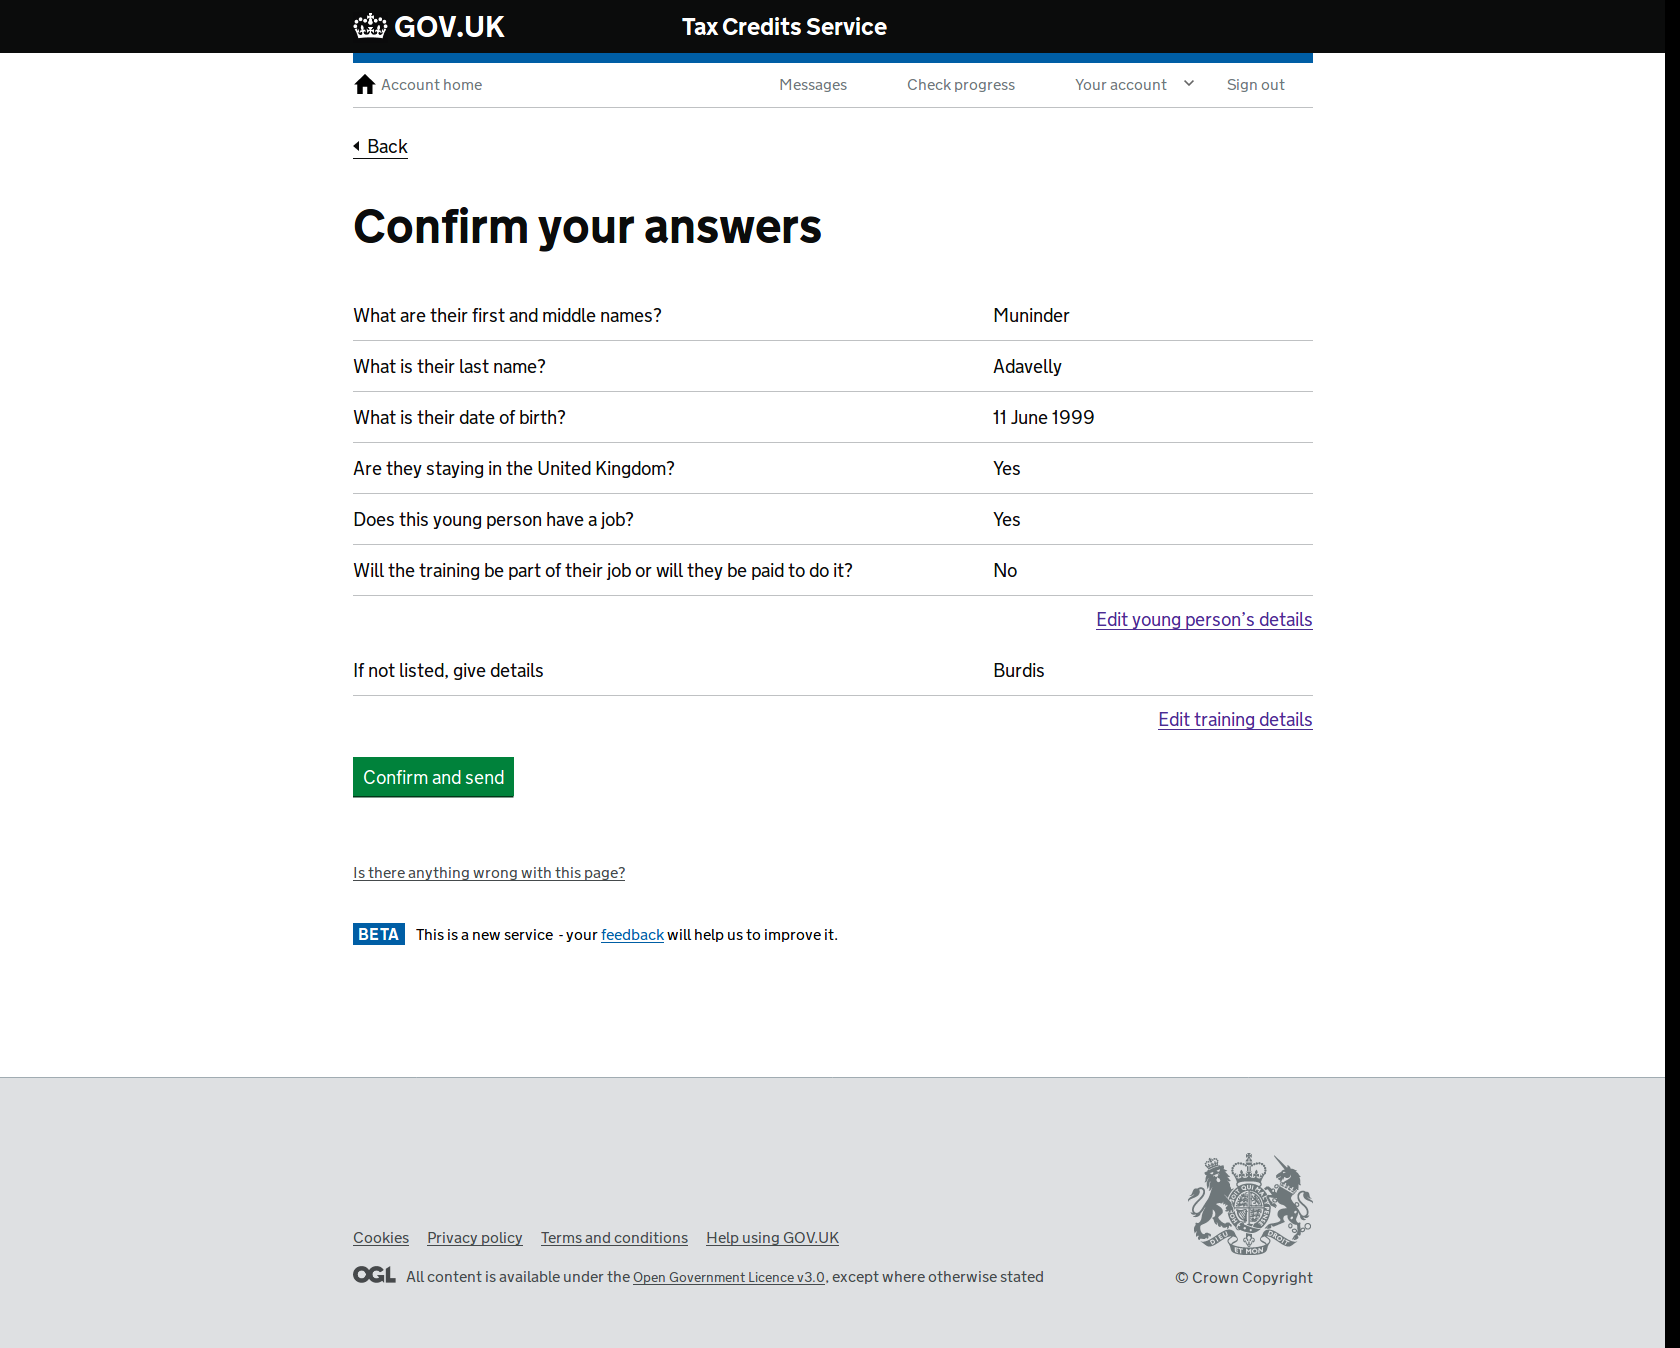 GOV.UK Tax Credits Service
Account home Messages Check progress Your account Sign out
Back
Confirm your answers
What are their first and middle names? Muninder
What is their last name? Adavelly
What is their date of birth? 11 June 1999
Are they staying in the United Kingdom? Yes
Does this young person have a job? Yes
Will the training be part of their job or will they be paid to do it? No
Edit young person’s details
If not listed, give details Burdis
Edit training details
Confirm and send
Is there anything wrong with this page?
BETA This is a new service - your feedback will help us to improve it.
Cookies Privacy policy Terms and conditions Help using GOV.UK
OGL All content is available under the Open Government Licence v3.0, except where otherwise stated
DIEU ET MON DROIT
© Crown Copyright